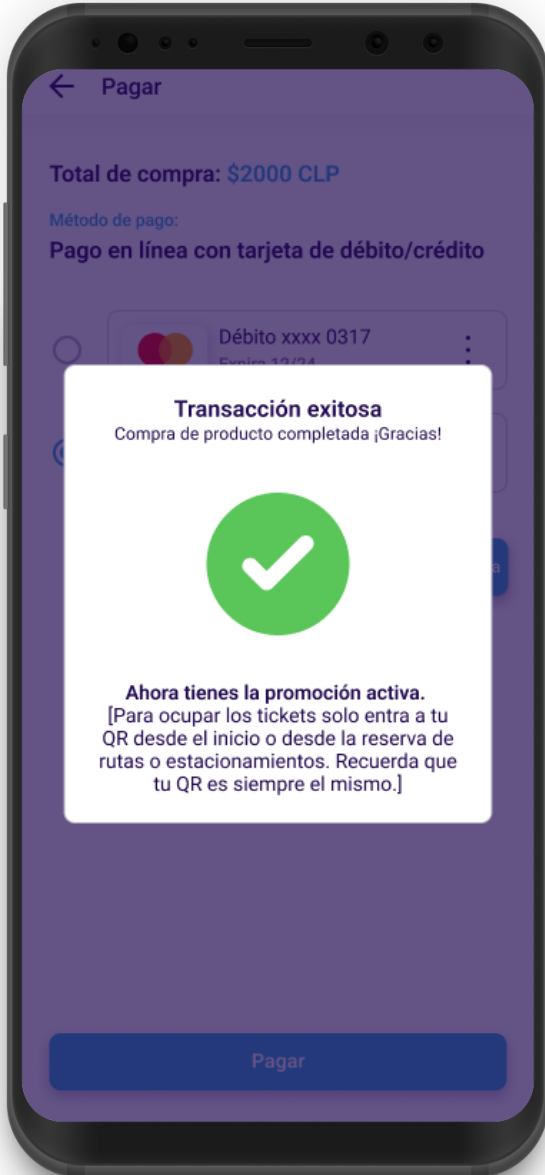 Pagar
Total de compra: $2000 CLP
Método de pago:
Pago en línea con tarjeta de débito/crédito
Débito xxxx 0317
Expira 12/24
Transacción exitosa
Compra de producto completada ¡Gracias!
a
Ahora tienes la promoción activa.
[Para ocupar los tickets solo entra a tu
QR desde el inicio o desde la reserva de
rutas o estacionamientos. Recuerda que
tu QR es siempre el mismo.]
Pagar